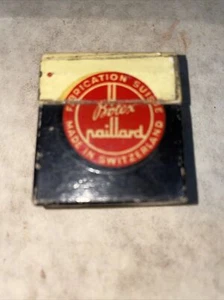 FABRICATION SUISSE
Bolex
paillard
MADE IN SWITZERLAND